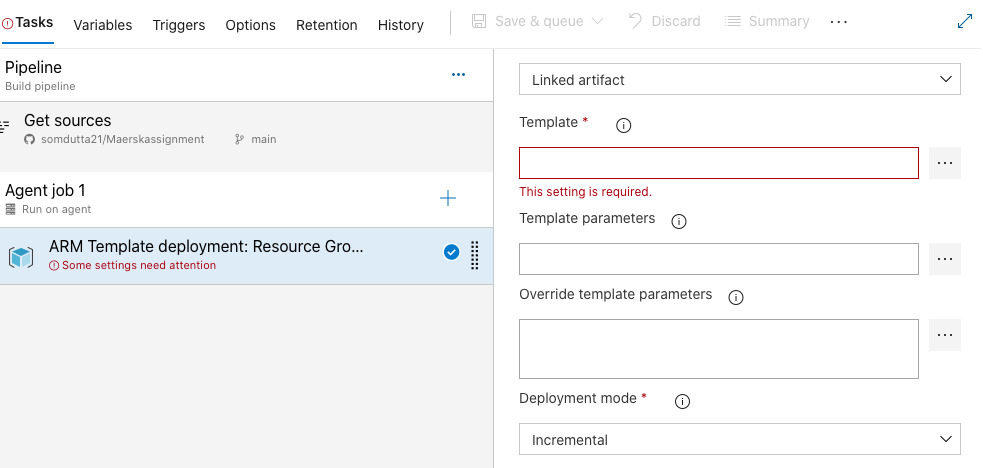 Tasks Variables Triggers Options Retention History Save & queue Discard Summary ...
Pipeline
Build pipeline
Get sources
somdutta21/Maerskassignment main
Agent job 1
Run on agent
ARM Template deployment: Resource Gro...
Some settings need attention
Linked artifact
Template *
This setting is required.
Template parameters
Override template parameters
Deployment mode *
Incremental